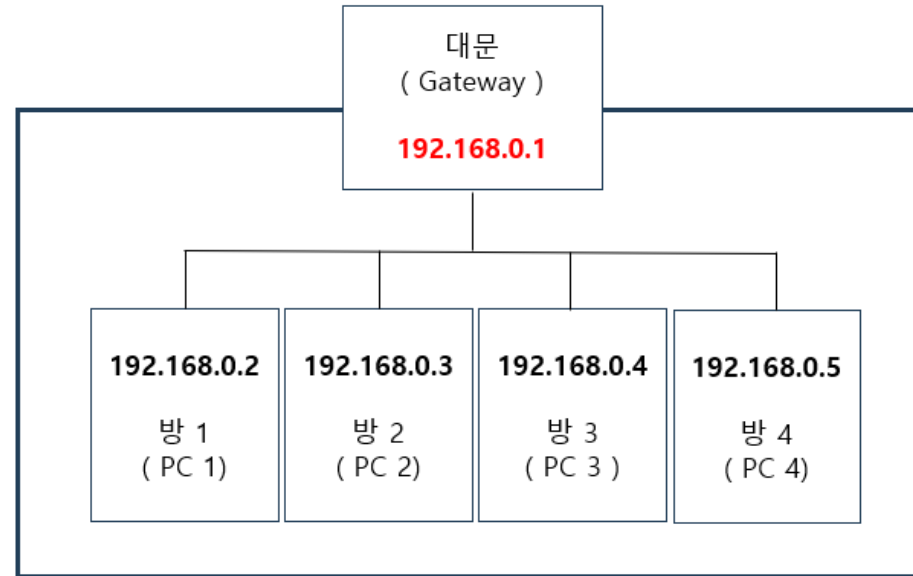 대문
( Gateway )
192.168.0.1
192.168.0.2
방 1
( PC 1)
192.168.0.3
방 2
( PC 2)
192.168.0.4
방 3
( PC 3 )
192.168.0.5
방 4
( PC 4)